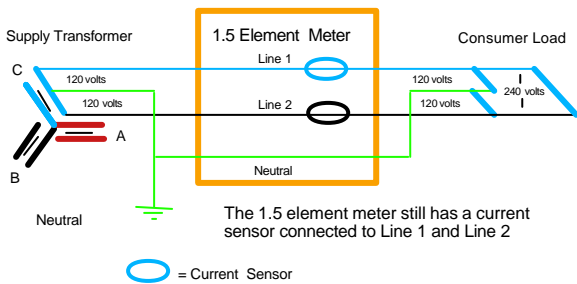 Supply Transformer
1.5 Element Meter
Consumer Load
Line 1
C
120 volts
120 volts
240 volts
120 volts
Line 2
120 volts
A
B
Neutral
Neutral
The 1.5 element meter still has a current
sensor connected to Line 1 and Line 2
= Current Sensor